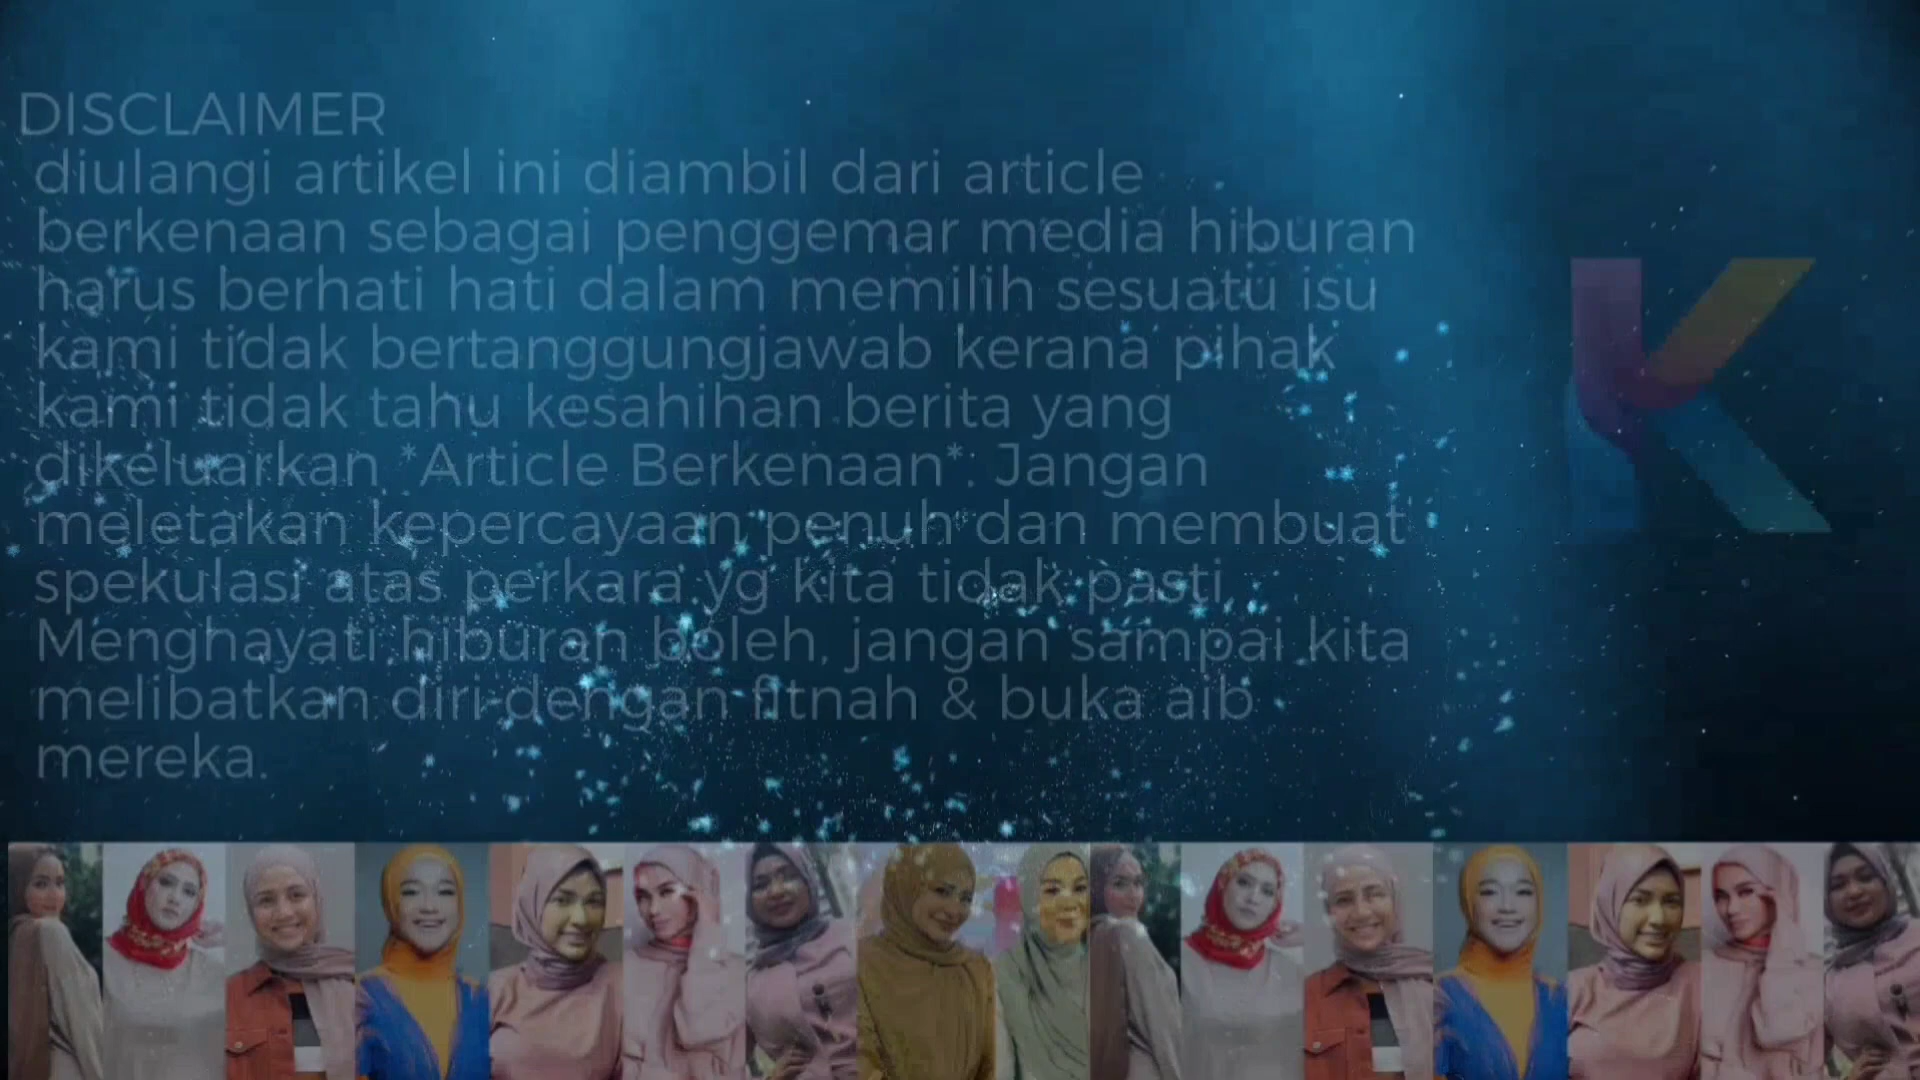 DISCLAIMER
diulangi artikel ini diambil dari article
berkenaan sebagai penggemar media hiburan
harus berhati hati dalam memilih sesuatu isu
kami tidak bertanggungjawab kerana pihak
kami tidak tahu kesahihan berita yang
dikeluarkan *Article Berkenaan*. Jangan
meletakan kepercayaan penuh dan membuat
spekulasi atas perkara yg kita tidak pasti
Menghayati hiburan boleh, jangan sampai kita
melibatkan diri dengan fitnah & buka aib
mereka.
K